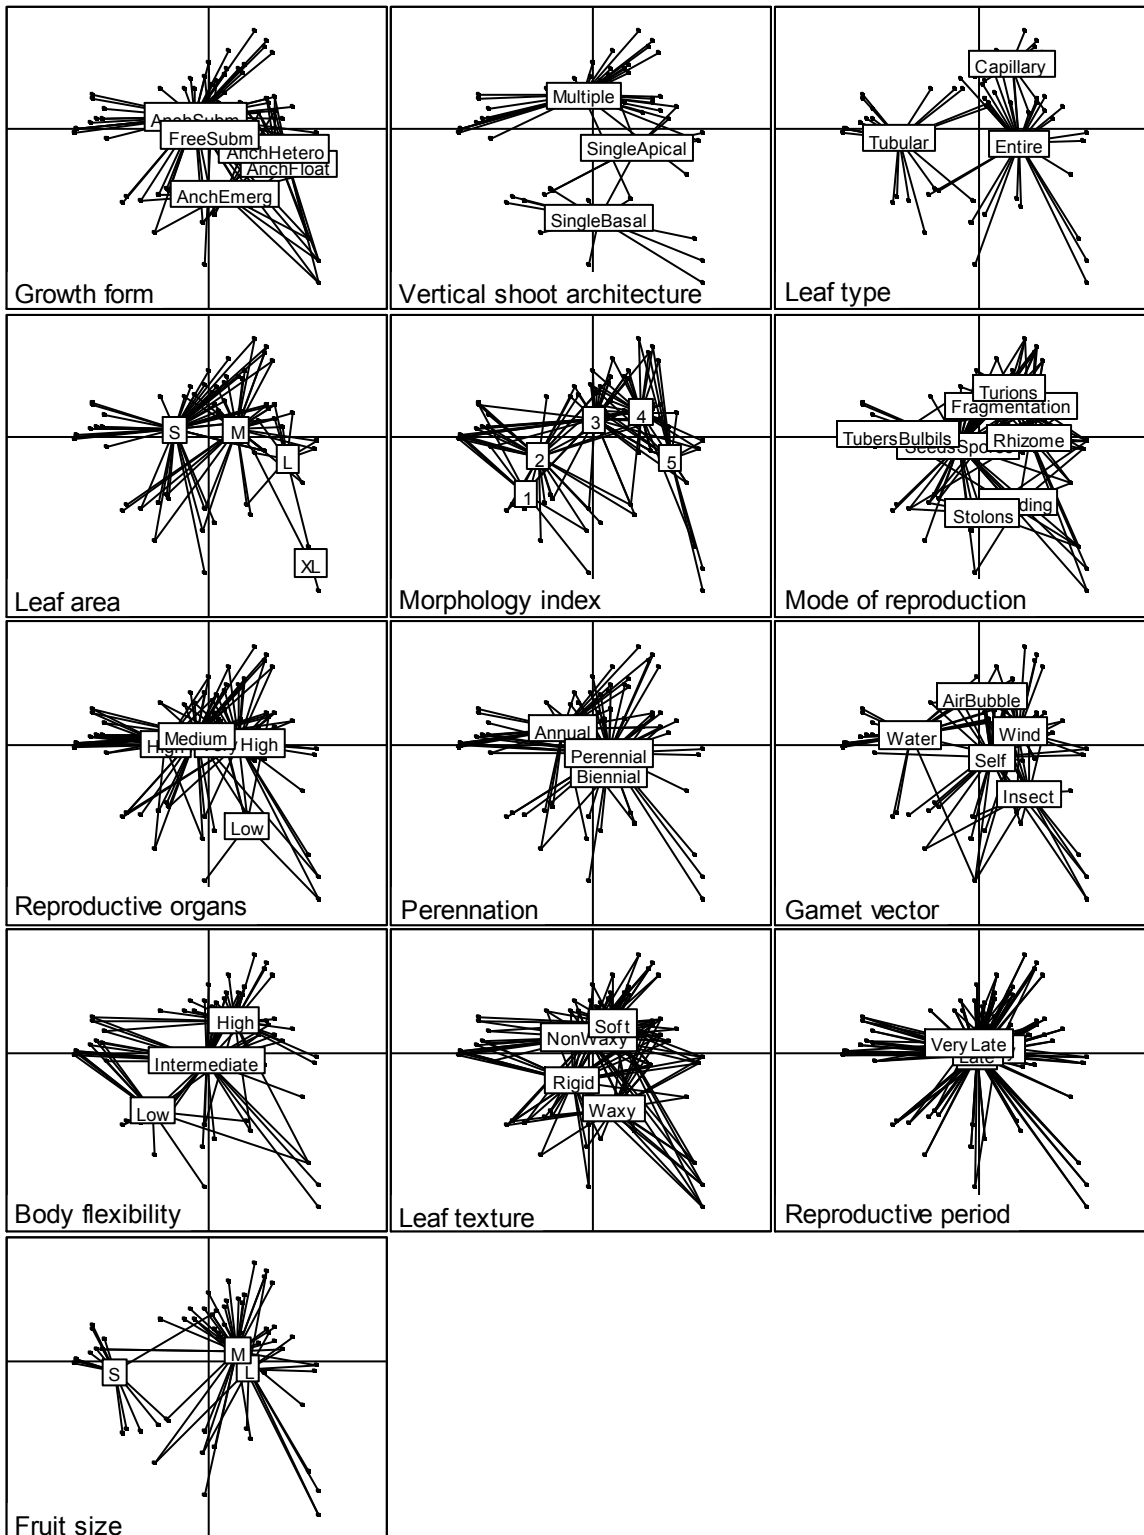 AnchSubm
FreeSubm
AnchHetero
AnchFloat
AnchEmerg
Growth form
Multiple
SingleApical
SingleBasal
Vertical shoot architecture
Capillary
Tubular
Entire
Leaf type
S
M
L
XL
Leaf area
4
3
2
5
1
Morphology index
Turions
Fragmentation
TubersBulbils
Rhizome
SeedsSpores
Stolons
Mode of reproduction
Medium
High
Low
Reproductive organs
Annual
Perennial
Biennial
Perennation
AirBubble
Water
Wind
Self
Insect
Gamet vector
High
Intermediate
Low
Body flexibility
Soft
NonWaxy
Rigid
Waxy
Leaf texture
Very Late
Late
Reproductive period
M
S
L
Fruit size